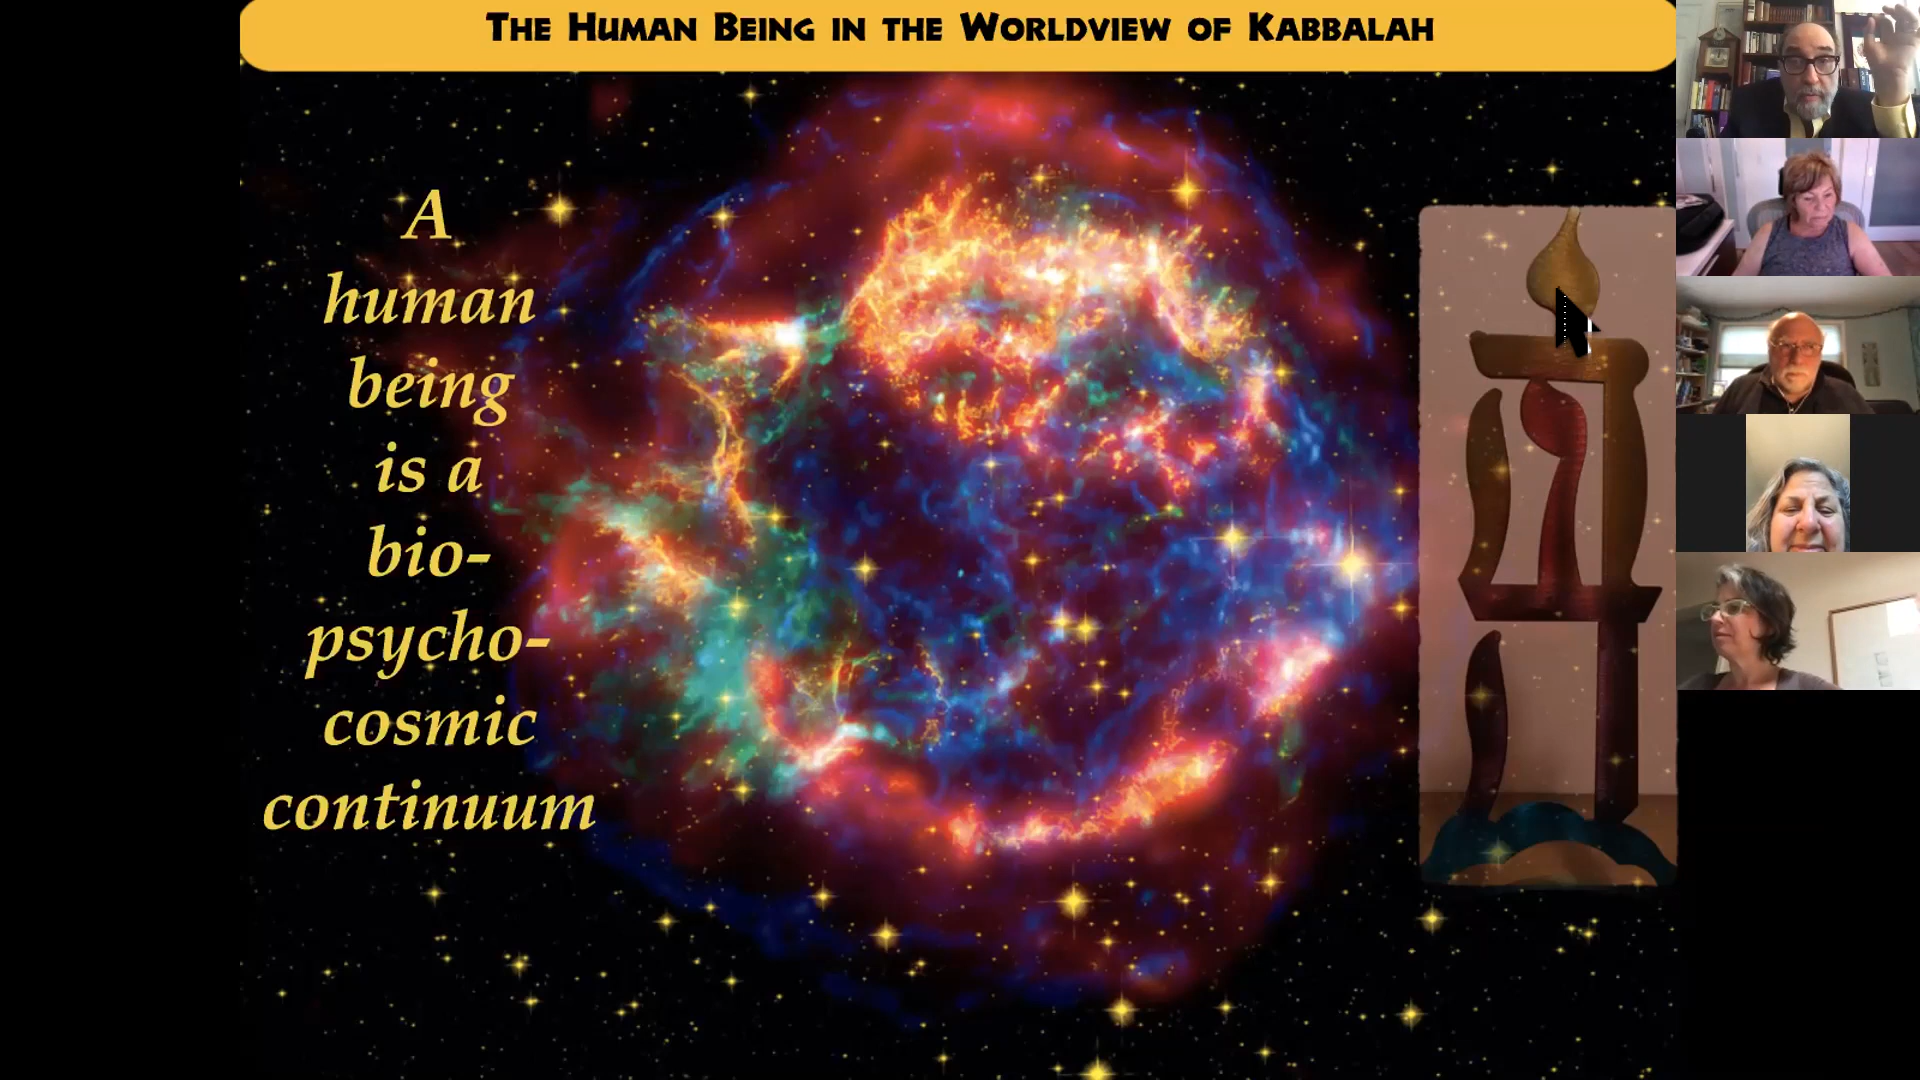 The Human Being in the Worldview of Kabbalah
A
human
being
is a
bio-
psycho-
cosmic
continuum
י
ה
ו
ה